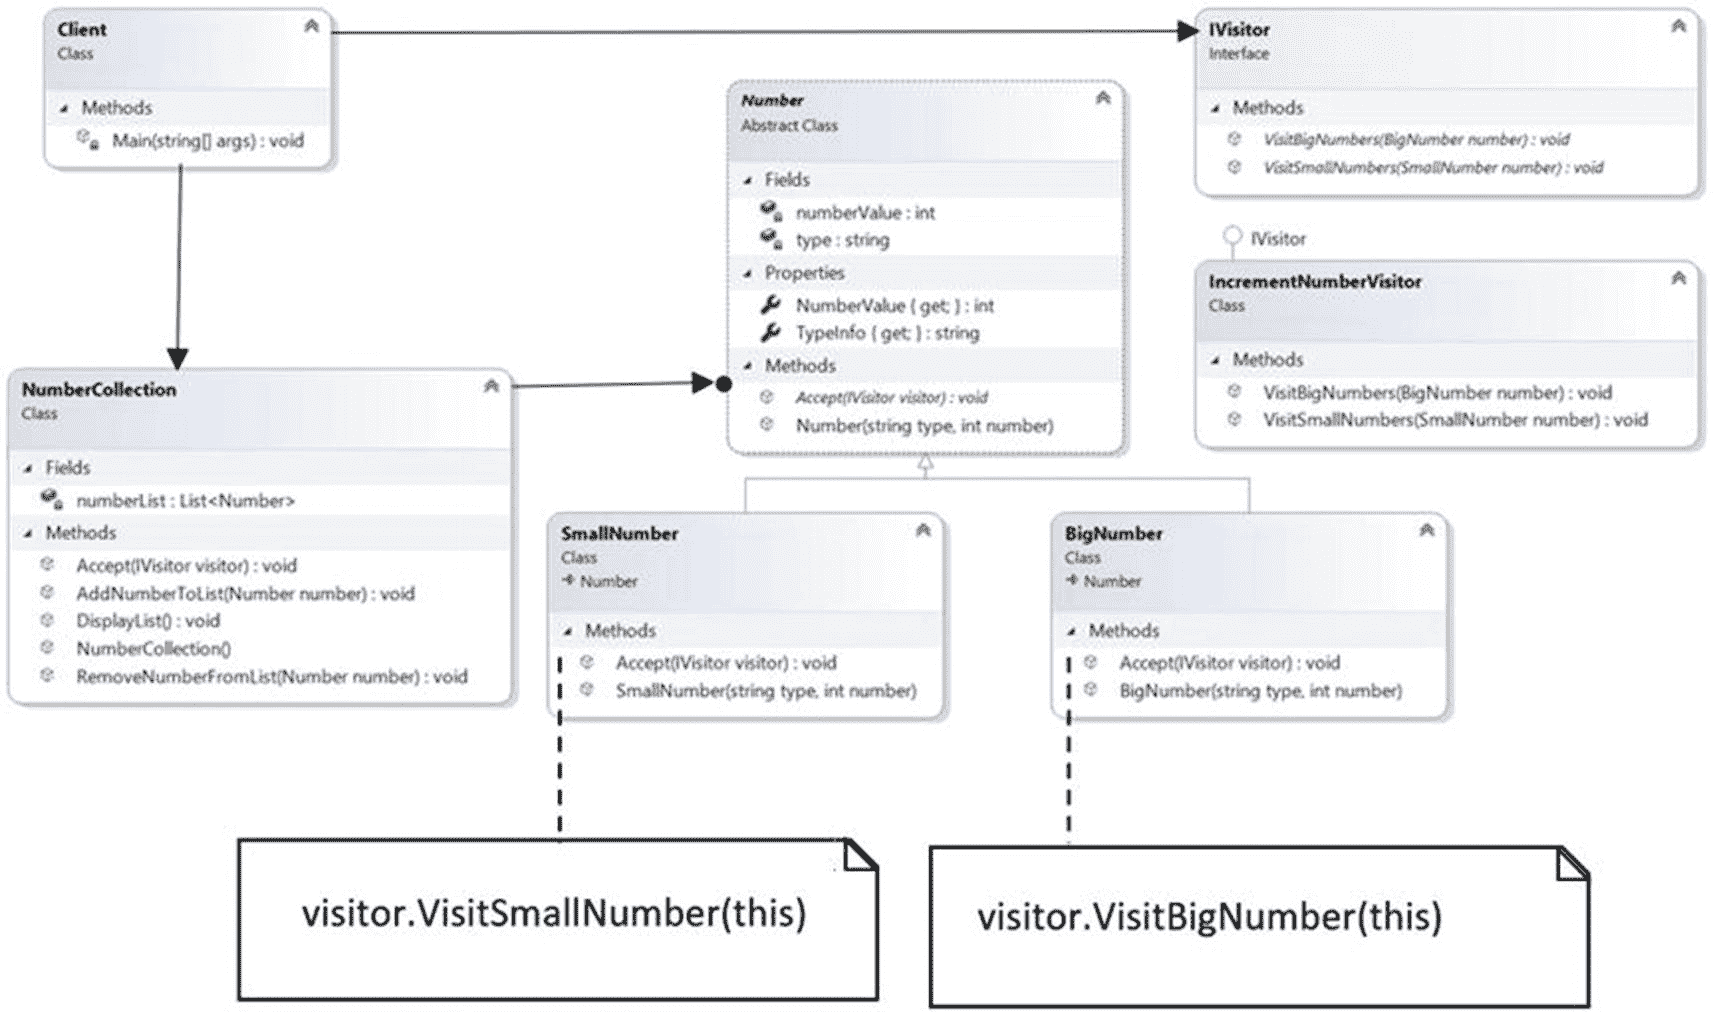 Client
Class
Methods
Main(string[] args) : void
IVisitor
Interface
Methods
VisitBigNumbers(BigNumber number) : void
VisitSmallNumbers(SmallNumber number) : void
Number
Abstract Class
Fields
numberValue : int
type : string
Properties
NumberValue { get; } : int
TypeInfo { get; } : string
Methods
Accept(IVisitor visitor) : void
Number(string type, int number)
IVisitor
IncrementNumberVisitor
Class
Methods
VisitBigNumbers(BigNumber number) : void
VisitSmallNumbers(SmallNumber number) : void
NumberCollection
Class
Fields
numberList : List<Number>
Methods
Accept(IVisitor visitor) : void
AddNumberToList(Number number) : void
DisplayList() : void
NumberCollection()
RemoveNumberFromList(Number number) : void
SmallNumber
Class
Number
Methods
Accept(IVisitor visitor) : void
SmallNumber(string type, int number)
BigNumber
Class
Number
Methods
Accept(IVisitor visitor) : void
BigNumber(string type, int number)
visitor.VisitSmallNumber(this)
visitor.VisitBigNumber(this)